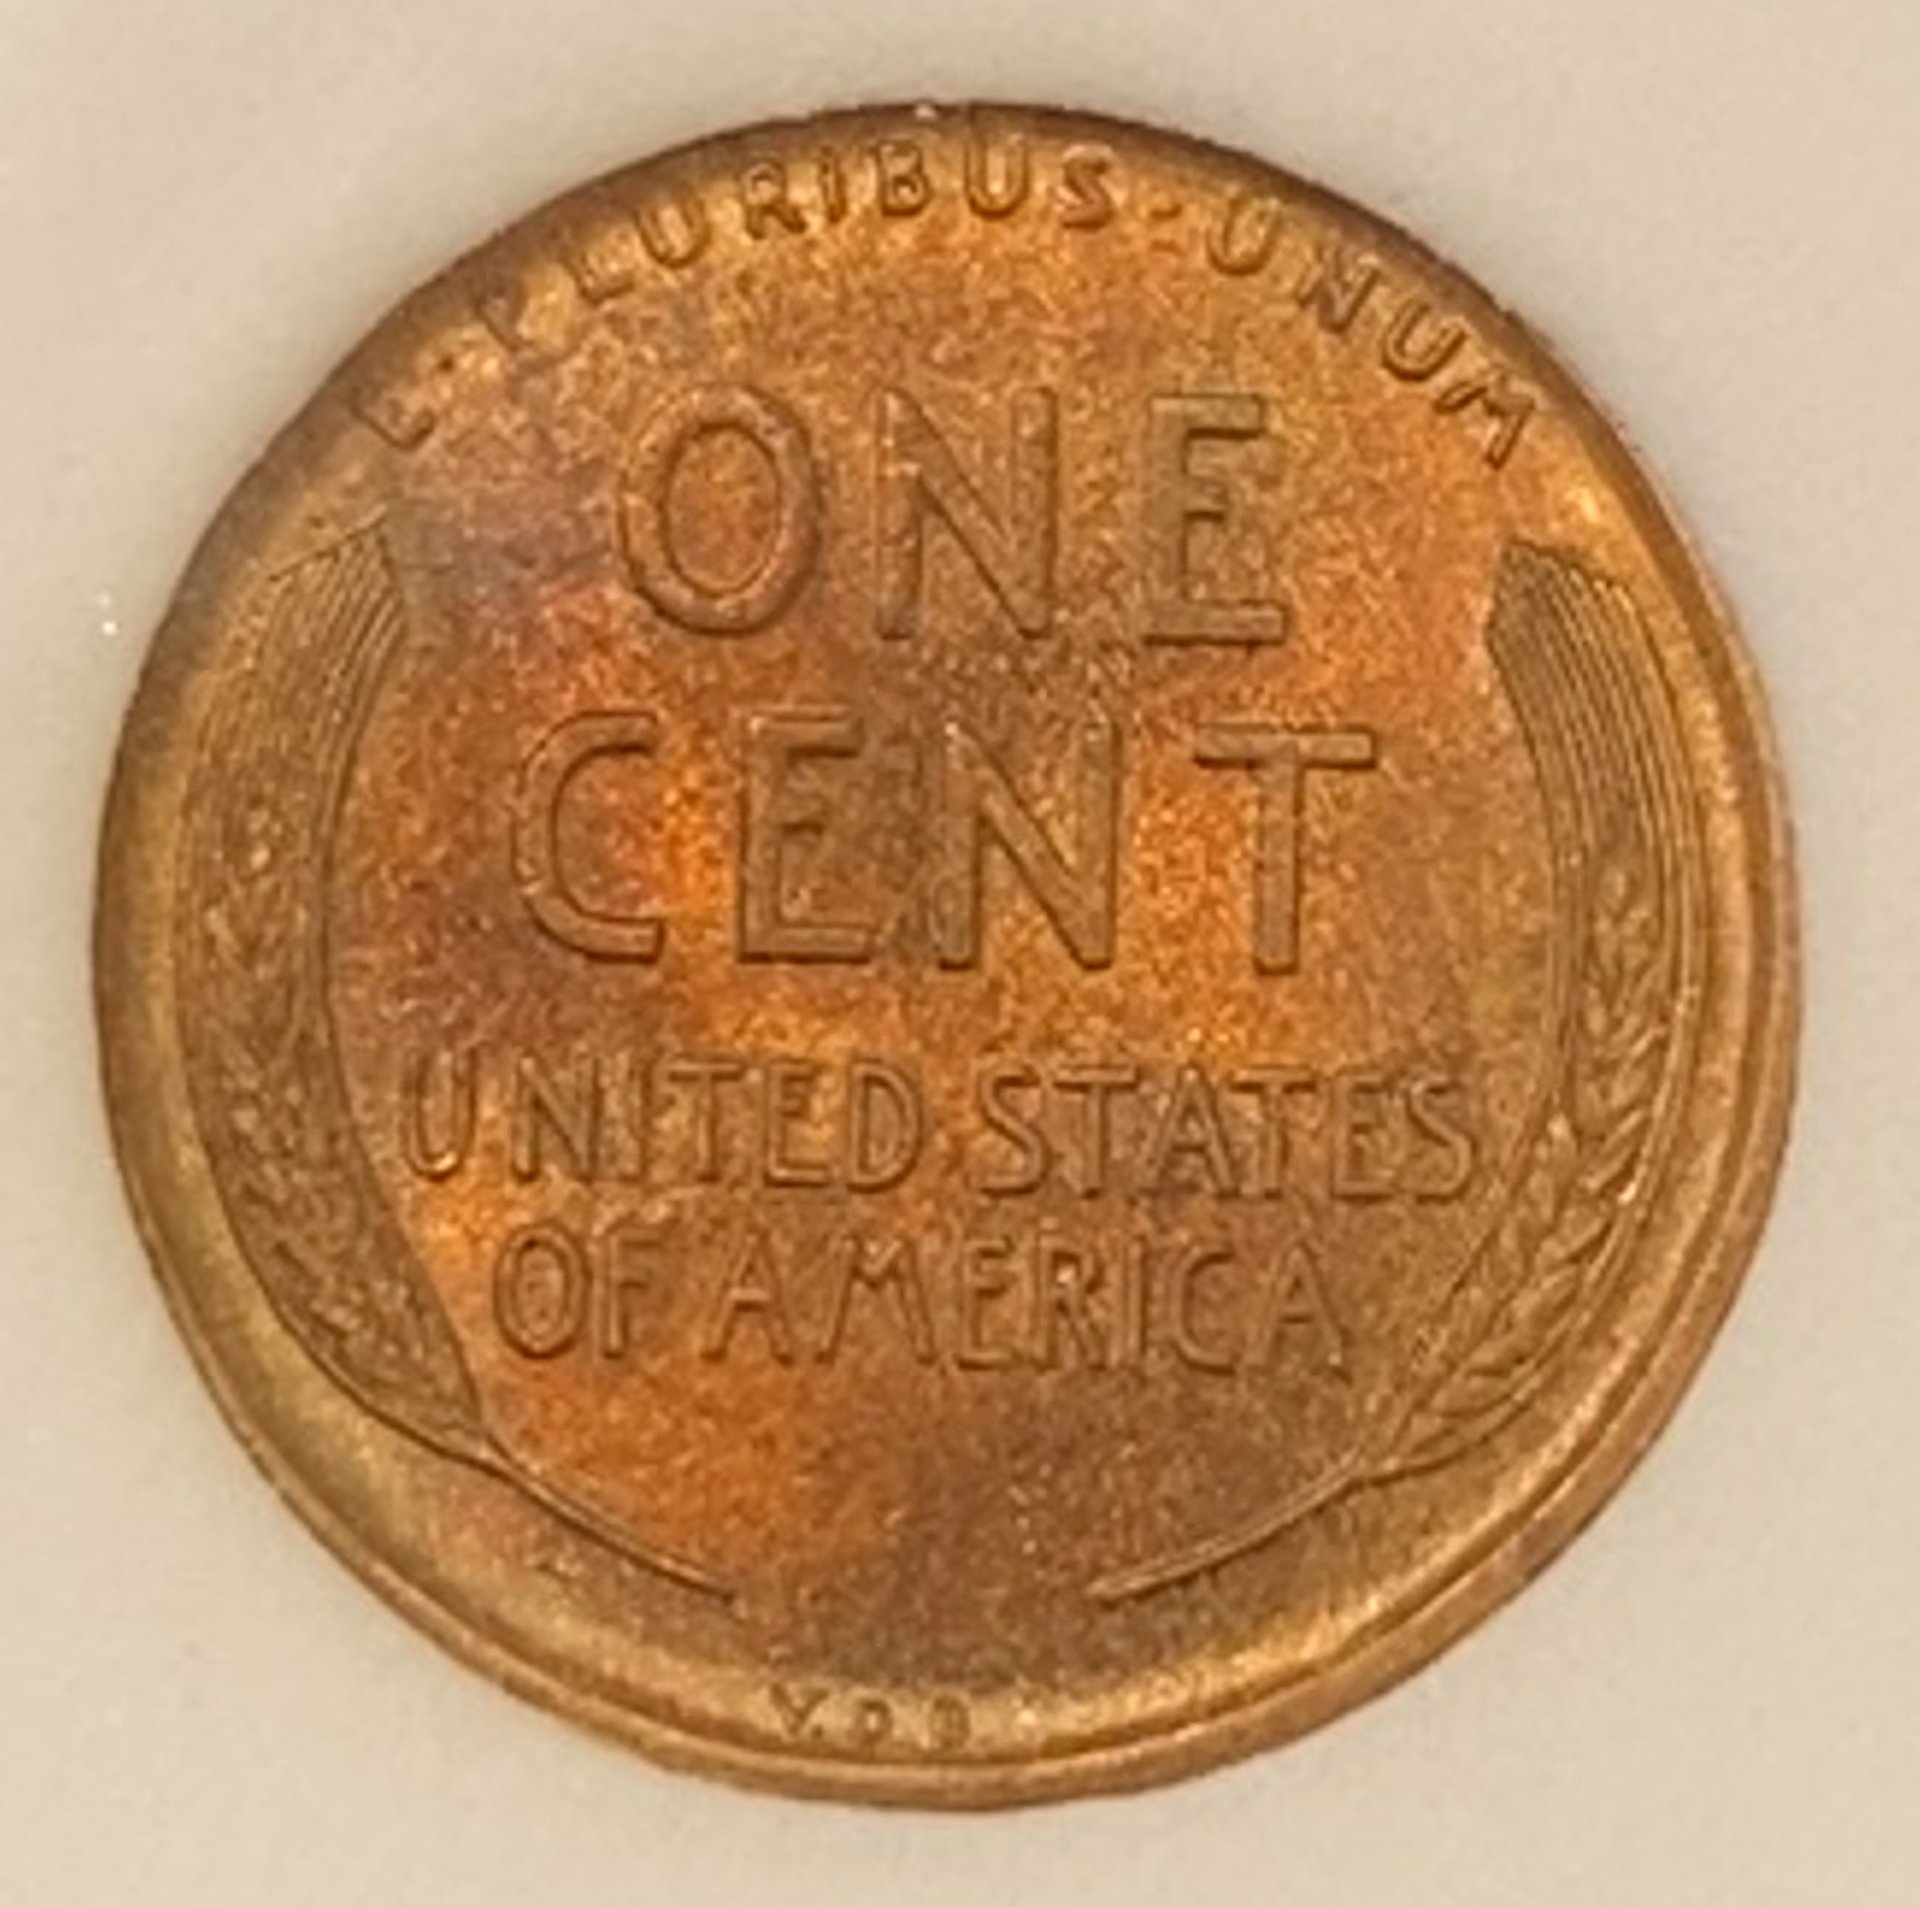 E·PLURIBUS·UNUM
ONE
CENT
UNITED STATES
OF AMERICA
V.D.B.